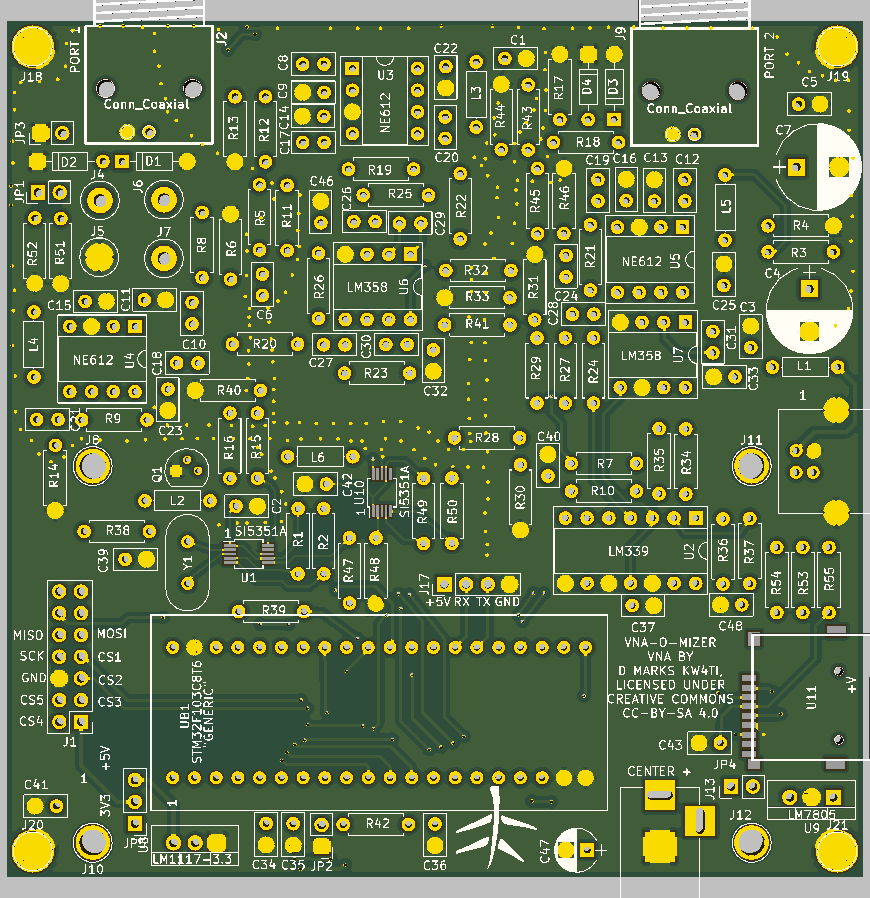 PORT 1
J2
J18
Conn_Coaxial
C8
C9
C14
C17
U3
NE612
C22
C20
L3
C1
R44
R43
R17
D4
D3
R18
J9
PORT 2
Conn_Coaxial
J19
C5
C7
+
JP3
D2
D1
R13
R12
R19
R25
C26
C29
R22
C46
R45
R46
C19
C16
C13
C12
L5
R4
R3
JP1
J4
J6
J5
J7
R52
R51
R8
R6
R5
R11
C6
R26
LM358
U6
R32
R33
R41
R31
R21
C24
C28
NE612
U5
C25
C4
+
C15
C11
C10
L4
NE612
U4
C18
C23
R20
R40
C27
C30
R23
C32
R29
R27
R24
LM358
U7
C31
C3
C33
L1
C21
R9
R14
J8
Q1
R16
R15
L6
L2
C2
C42
U10
SI5351A
1
R28
R49
R50
C40
R30
R7
R10
R35
R34
J11
1
R38
C39
Y1
SI5351A
1
U1
R1
R2
R47
R48
LM339
U2
R36
R37
R54
R53
R55
J17
+5V RX TX GND
C37
C48
R39
MISO
MOSI
SCK
CS1
GND
CS2
CS5
CS3
CS4
J1
1
+5V
3V3
UB1
STM32F103C8T6
"GENERIC"
1
VNA-O-MIZER
VNA BY
D MARKS KW4TI,
LICENSED UNDER
CREATIVE COMMONS
CC-BY-SA 4.0
U11
+V
C43
JP4
CENTER +
J13
LM7805
U9
J21
J12
C41
J20
J10
LM1117-3.3
C34
C35
JP2
R42
C36
C47
+